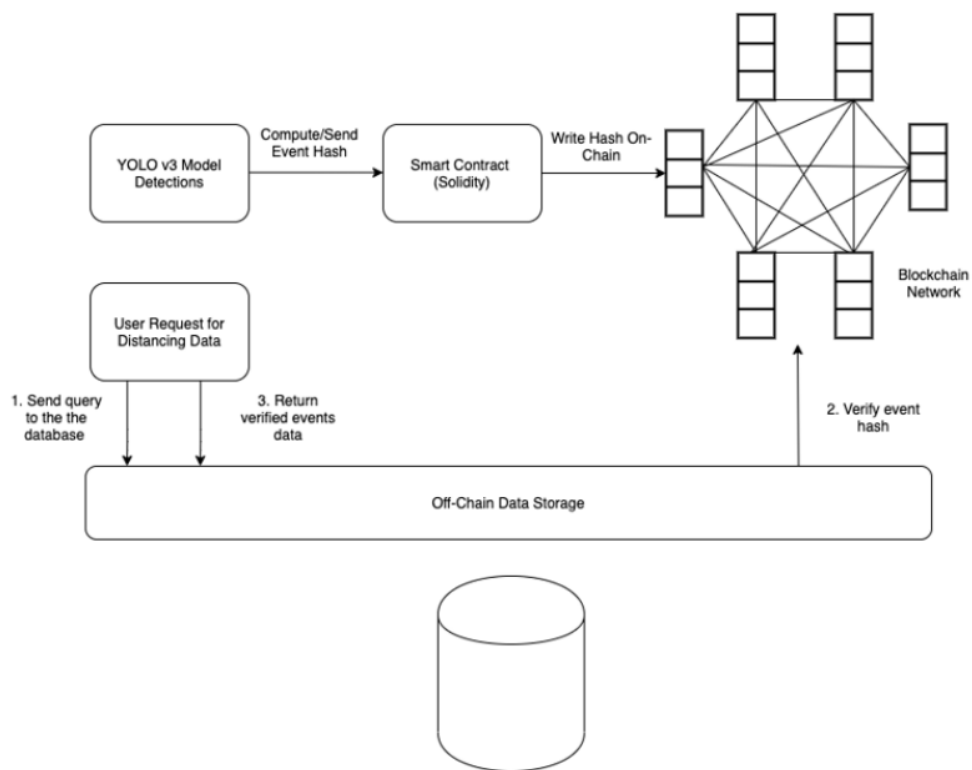 YOLO v3 Model
Detections
Compute/Send
Event Hash
Smart Contract
(Solidity)
Write Hash On-
Chain
Blockchain
Network
User Request for
Distancing Data
1. Send query
to the the
database
3. Return
verified events
data
2. Verify event
hash
Off-Chain Data Storage